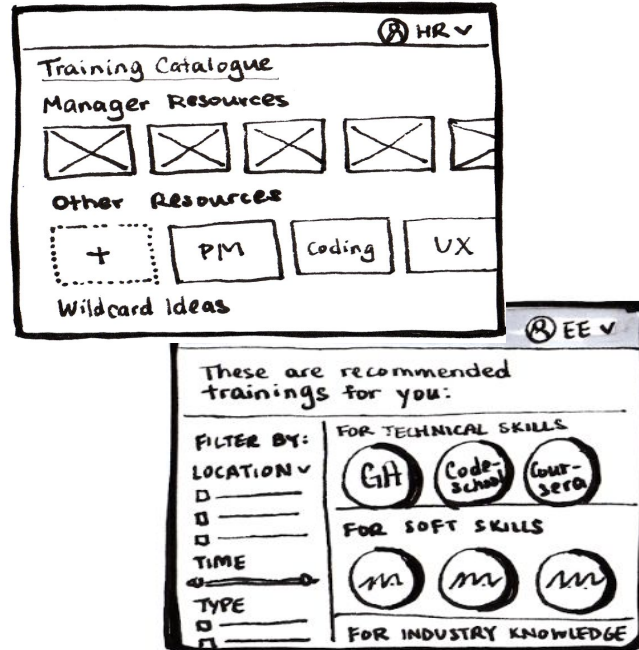 HR
Training Catalogue
Manager Resources
Other Resources
+
PM
Coding
UX
Wildcard Ideas
EE
These are recommended
trainings for you:
FILTER BY:
LOCATION
TIME
TYPE
FOR TECHNICAL SKILLS
GA
Code-
school
Cour-
sera
FOR SOFT SKILLS
FOR INDUSTRY KNOWLEDGE